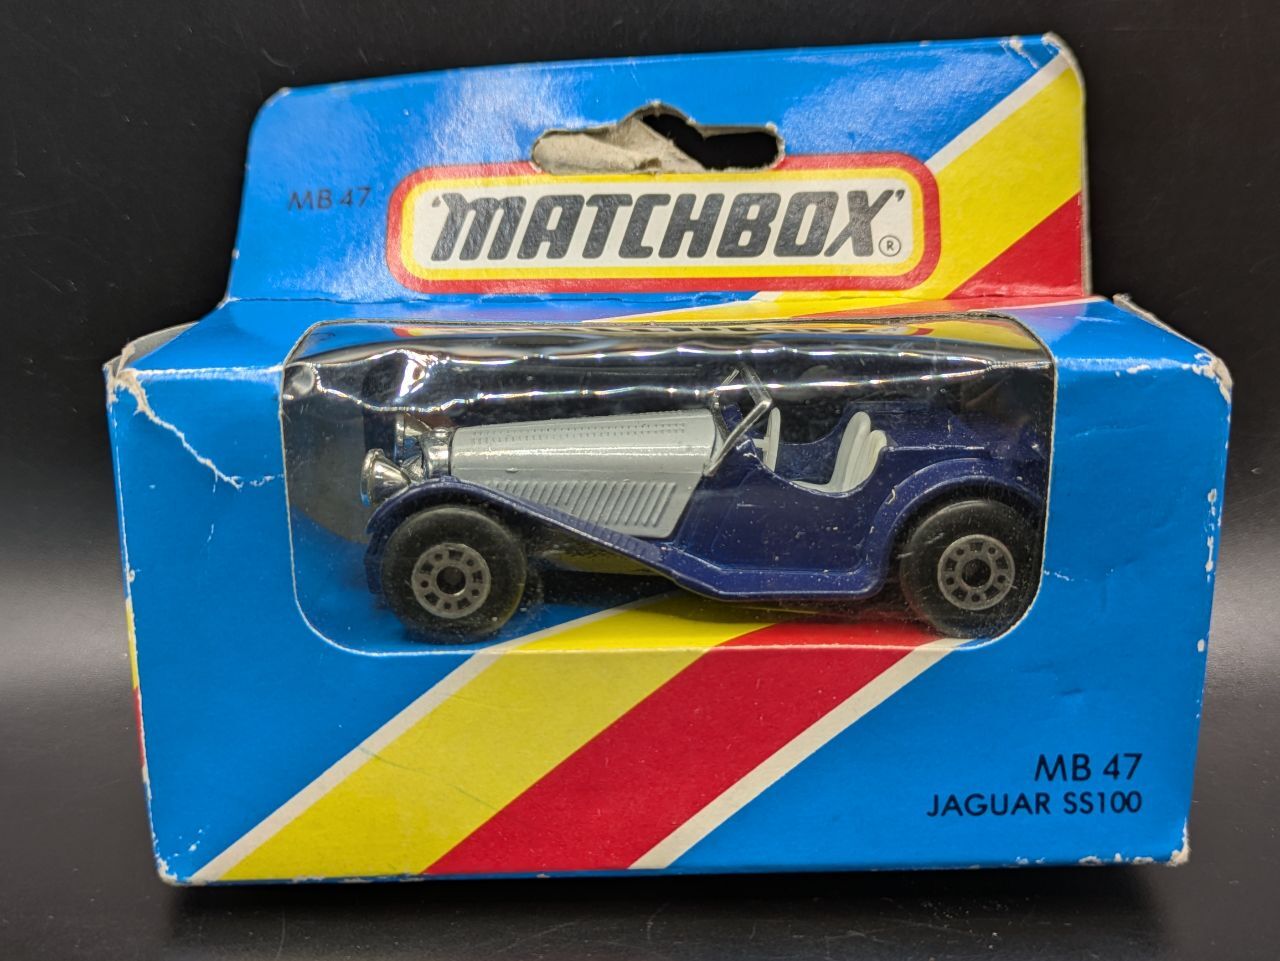 MB 47
'MATCHBOX'®
MB 47
JAGUAR SS100